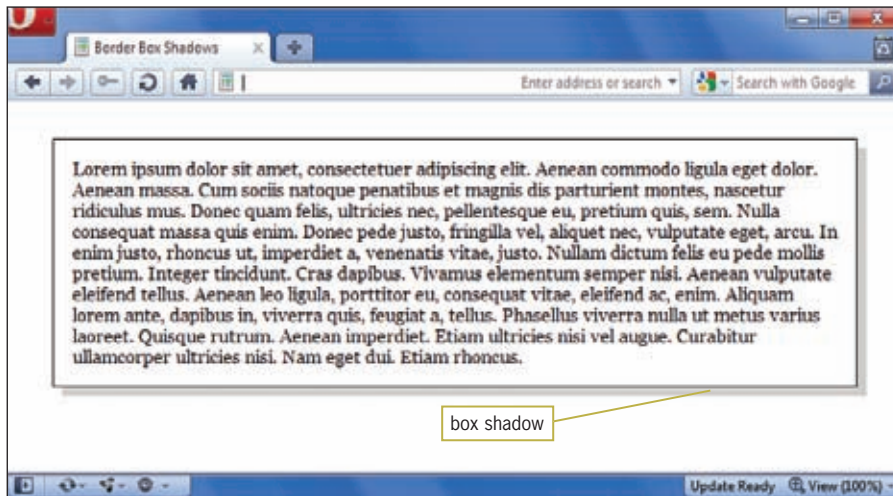 Border Box Shadows
Enter address or search
Search with Google
Lorem ipsum dolor sit amet, consectetuer adipiscing elit. Aenean commodo ligula eget dolor.
Aenean massa. Cum sociis natoque penatibus et magnis dis parturient montes, nascetur
ridiculus mus. Donec quam felis, ultricies nec, pellentesque eu, pretium quis, sem. Nulla
consequat massa quis enim. Donec pede justo, fringilla vel, aliquet nec, vulputate eget, arcu. In
enim justo, rhoncus ut, imperdiet a, venenatis vitae, justo. Nullam dictum felis eu pede mollis
pretium. Integer tincidunt. Cras dapibus. Vivamus elementum semper nisi. Aenean vulputate
eleifend tellus. Aenean leo ligula, porttitor eu, consequat vitae, eleifend ac, enim. Aliquam
lorem ante, dapibus in, viverra quis, feugiat a, tellus. Phasellus viverra nulla ut metus varius
laoreet. Quisque rutrum. Aenean imperdiet. Etiam ultricies nisi vel augue. Curabitur
ullamcorper ultricies nisi. Nam eget dui. Etiam rhoncus.
box shadow
Update Ready
View (100%)